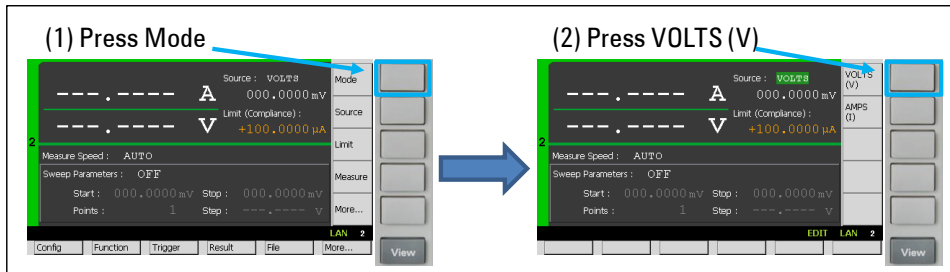 (1) Press Mode
Source : VOLTS
Mode
---.---- A
000.0000 mV
Limit (Compliance) :
Source
---.---- V
+100.0000 µA
2
Limit
Measure Speed : AUTO
Sweep Parameters : OFF
Measure
Start : 000.0000 mV Stop : 000.0000 mV
Points : 1 Step : ---.---- V
More...
LAN 2
Config Function Trigger Result File More...
View
(2) Press VOLTS (V)
Source : VOLTS
VOLTS
(V)
---.---- A
000.0000 mV
Limit (Compliance) :
AMPS
(I)
---.---- V
+100.0000 µA
2
Measure Speed : AUTO
Sweep Parameters : OFF
Start : 000.0000 mV Stop : 000.0000 mV
Points : 1 Step : ---.---- V
EDIT LAN 2
View